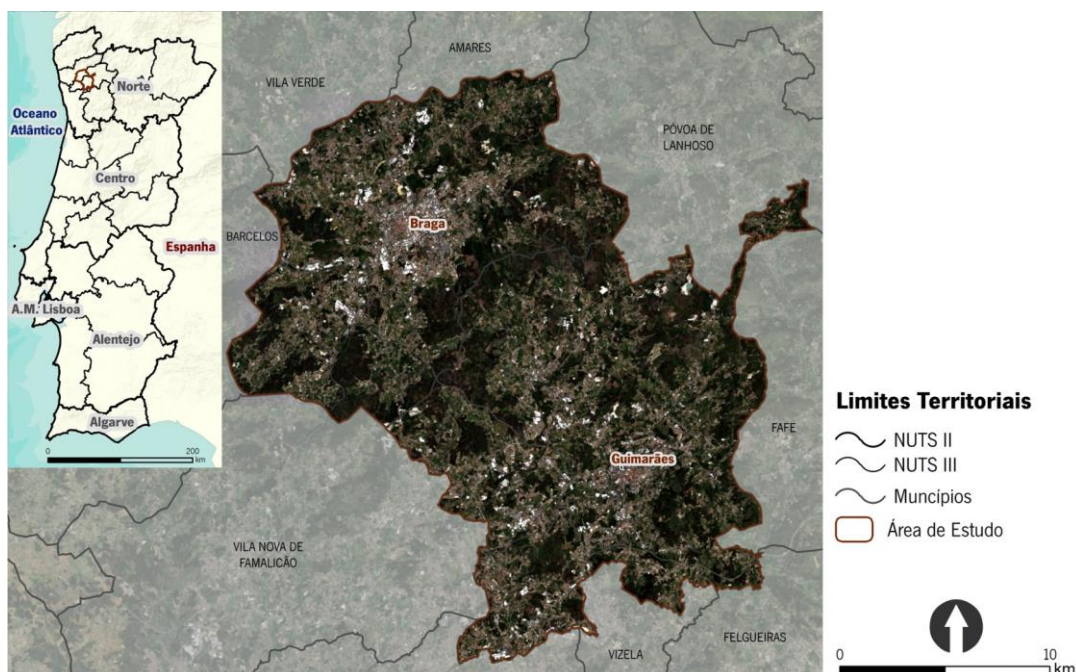 Norte
Oceano
Atlântico
Centro
Espanha
A.M. Lisboa
Alentejo
Algarve
0 200
km
AMARES
VILA VERDE
PÓVOA DE
LANHOSO
Braga
BARCELOS
FAFE
Guimarães
VILA NOVA DE
FAMALICÃO
FELGUEIRAS
VIZELA
Limites Territoriais
NUTS II
NUTS III
Muncípios
Área de Estudo
0 10
km